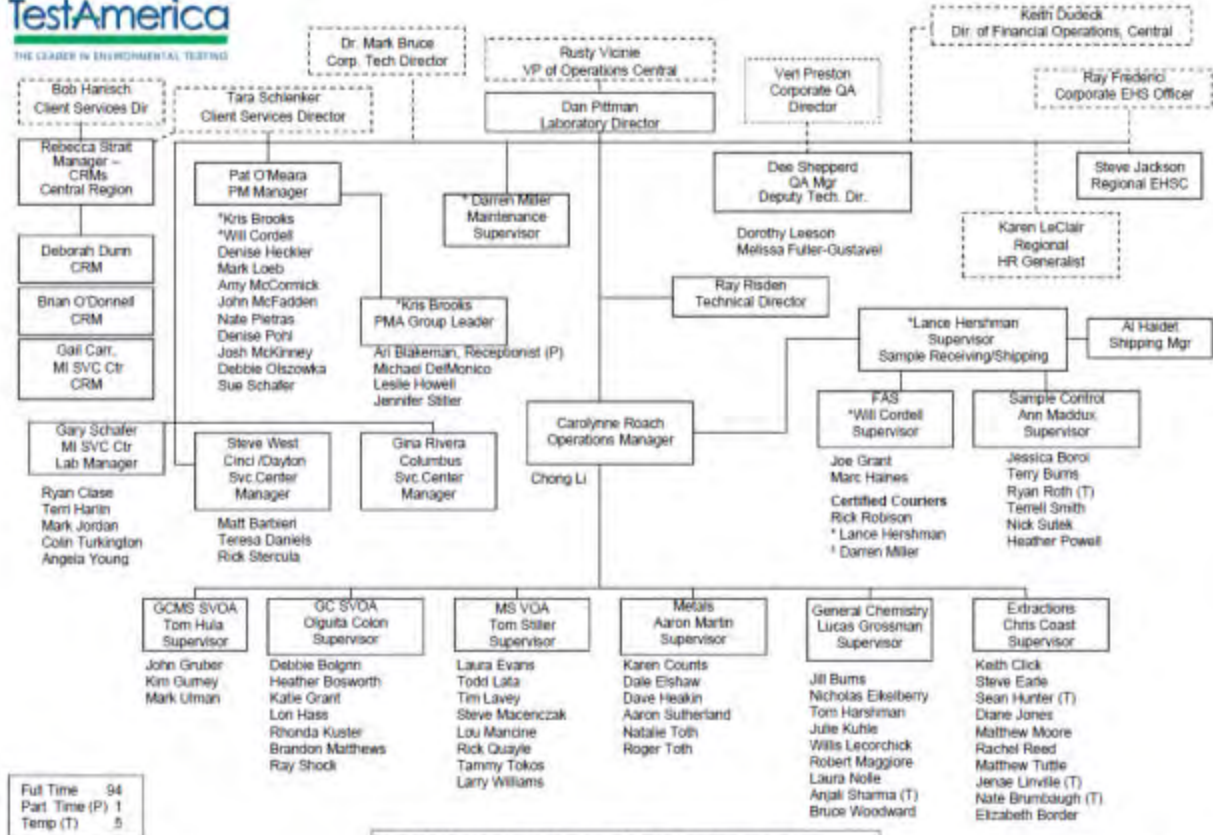 TestAmerica
THE LEADER IN ENVIRONMENTAL TESTING
Dr. Mark Bruce
Corp. Tech Director
Rusty Vicinie
VP of Operations Central
Keith Dudeck
Dir. of Financial Operations, Central
Bob Hanisch
Client Services Dir
Tara Schlenker
Client Services Director
Dan Pittman
Laboratory Director
Verl Preston
Corporate QA
Director
Ray Frederici
Corporate EHS Officer
Rebecca Strait
Manager –
CRMs
Central Region
Pat O'Meara
PM Manager
* Darren Miller
Maintenance
Supervisor
Dee Shepperd
QA Mgr
Deputy Tech. Dir.
Steve Jackson
Regional EHSC
*Kris Brooks
*Will Cordell
Denise Heckler
Mark Loeb
Amy McCormick
John McFadden
Nate Pietras
Denise Pohl
Josh McKinney
Debbie Olszowka
Sue Schafer
Dorothy Leeson
Melissa Fuller-Gustavel
Karen LeClair
Regional
HR Generalist
Deborah Dunn
CRM
Brian O'Donnell
CRM
Gail Carr,
MI SVC Ctr
CRM
*Kris Brooks
PMA Group Leader
Ari Blakeman, Receptionist (P)
Michael DelMonico
Leslie Howell
Jennifer Stiller
Ray Risden
Technical Director
*Lance Hershman
Supervisor
Sample Receiving/Shipping
Al Haidet
Shipping Mgr
Gary Schafer
MI SVC Ctr
Lab Manager
Ryan Clase
Terri Harlin
Mark Jordan
Colin Turkington
Angela Young
Steve West
Cinci /Dayton
Svc.Center
Manager
Matt Barbieri
Teresa Daniels
Rick Stercula
Gina Rivera
Columbus
Svc.Center
Manager
Carolynne Roach
Operations Manager
Chong Li
FAS
*Will Cordell
Supervisor
Joe Grant
Marc Haines
Certified Couriers
Rick Robison
* Lance Hershman
* Darren Miller
Sample Control
Ann Maddux
Supervisor
Jessica Borol
Terry Burns
Ryan Roth (T)
Terrell Smith
Nick Sutek
Heather Powell
GCMS SVOA
Tom Hula
Supervisor
John Gruber
Kim Gurney
Mark Ulman
GC SVOA
Olguita Colon
Supervisor
Debbie Bolgrin
Heather Bosworth
Katie Grant
Lori Hass
Rhonda Kuster
Brandon Matthews
Ray Shock
MS VOA
Tom Stiller
Supervisor
Laura Evans
Todd Lata
Tim Lavey
Steve Macenczak
Lou Mancine
Rick Quayle
Tammy Tokos
Larry Williams
Metals
Aaron Martin
Supervisor
Karen Counts
Dale Elshaw
Dave Heakin
Aaron Sutherland
Natalie Toth
Roger Toth
General Chemistry
Lucas Grossman
Supervisor
Jill Burns
Nicholas Eikelberry
Tom Harshman
Julie Kuhle
Willis Lecorchick
Robert Maggiore
Laura Nolle
Anjali Sharma (T)
Bruce Woodward
Extractions
Chris Coast
Supervisor
Keith Click
Steve Earle
Sean Hunter (T)
Diane Jones
Matthew Moore
Rachel Reed
Matthew Tuttle
Jenae Linville (T)
Nate Brumbaugh (T)
Elizabeth Border
Full Time 94
Part Time (P) 1
Temp (T) 5